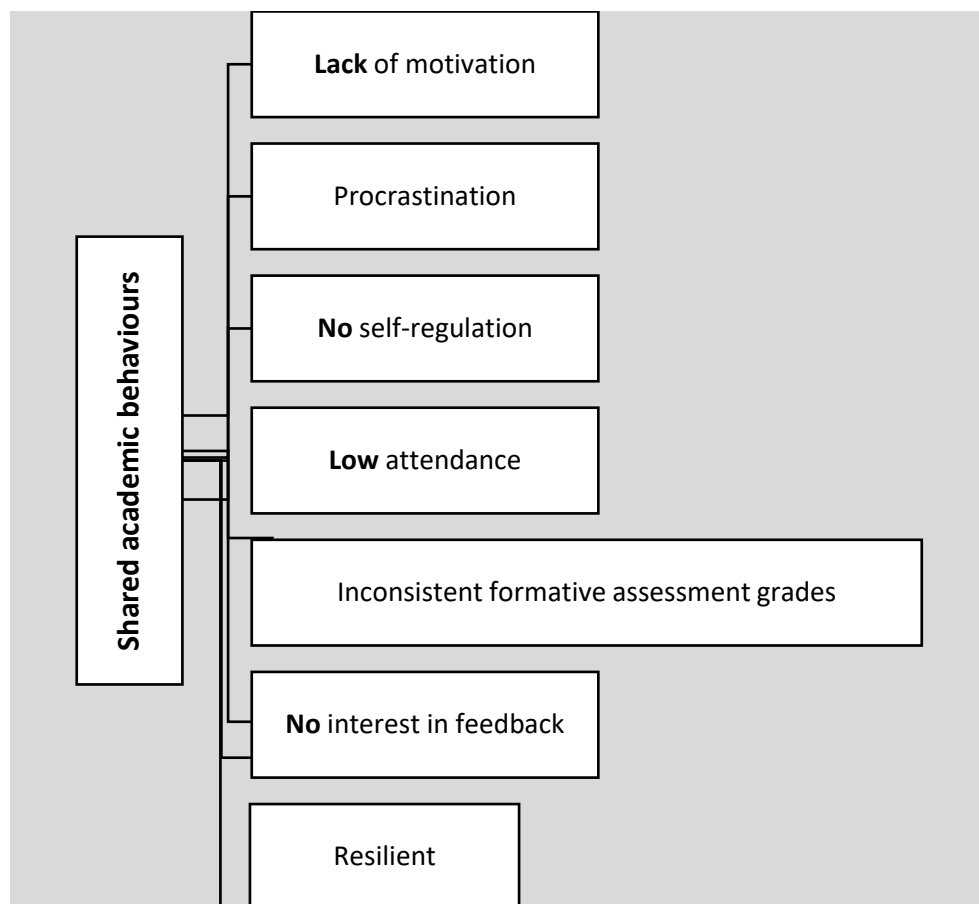 Shared academic behaviours
Lack of motivation
Procrastination
No self-regulation
Low attendance
Inconsistent formative assessment grades
No interest in feedback
Resilient